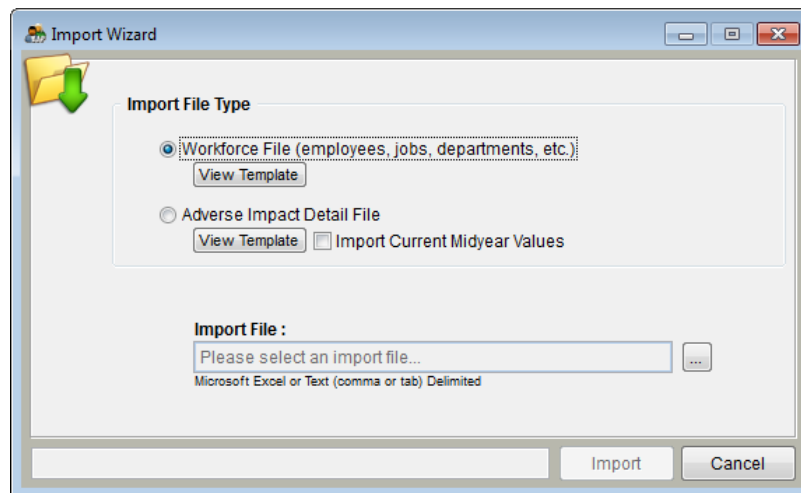 Import Wizard
Import File Type
Workforce File (employees, jobs, departments, etc.)
View Template
Adverse Impact Detail File
View Template Import Current Midyear Values
Import File :
Please select an import file...
...
Microsoft Excel or Text (comma or tab) Delimited
Import Cancel